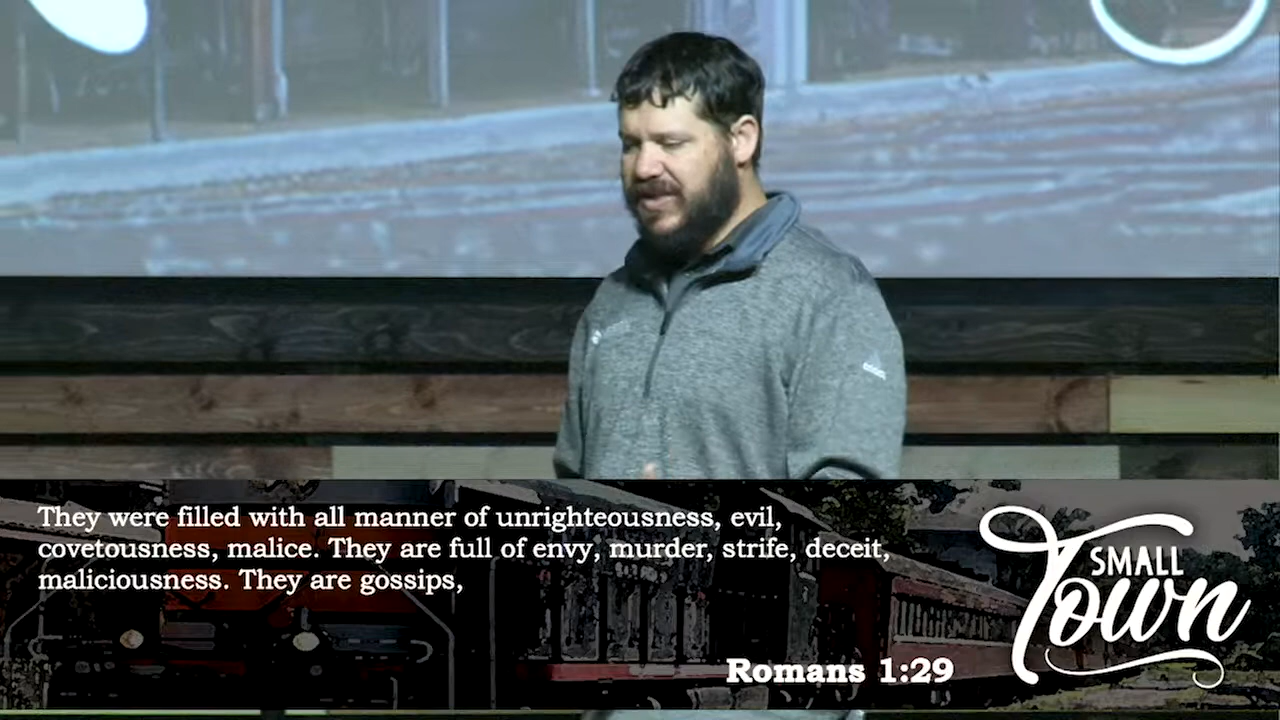 They were filled with all manner of unrighteousness, evil,
covetousness, malice. They are full of envy, murder, strife, deceit,
maliciousness. They are gossips,
SMALL
Town
Romans 1:29
adidas